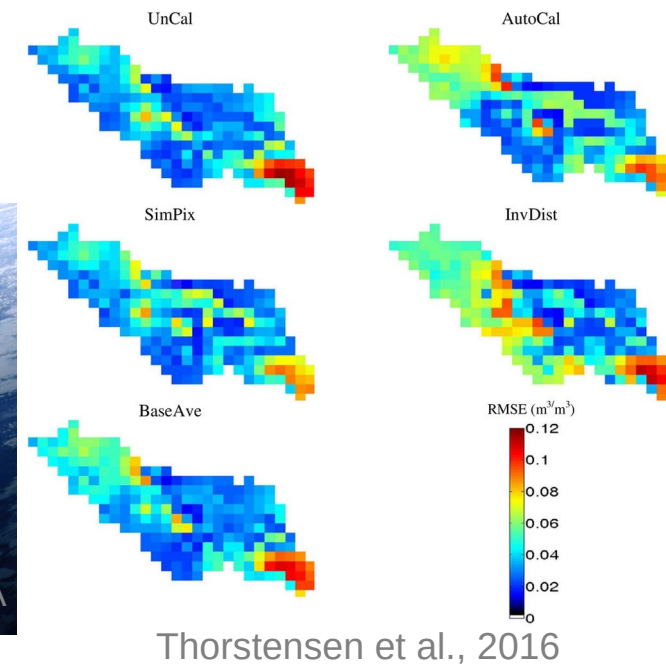 UnCal
AutoCal
SimPix
InvDist
BaseAve
RMSE (m³/m³)
0.12
0.1
0.08
0.06
0.04
0.02
0
A
Thorstensen et al., 2016